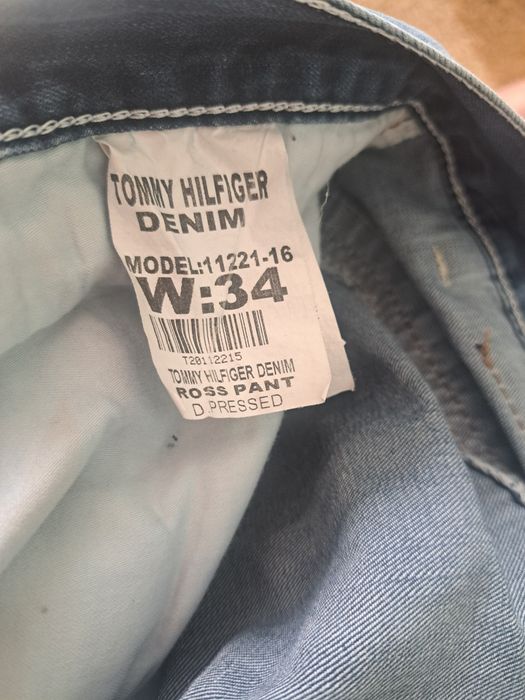 TOMMY HILFIGER
DENIM
MODEL:11221-16
W:34
T20112215
TOMMY HILFIGER DENIM
ROSS PANT
D.PRESSED